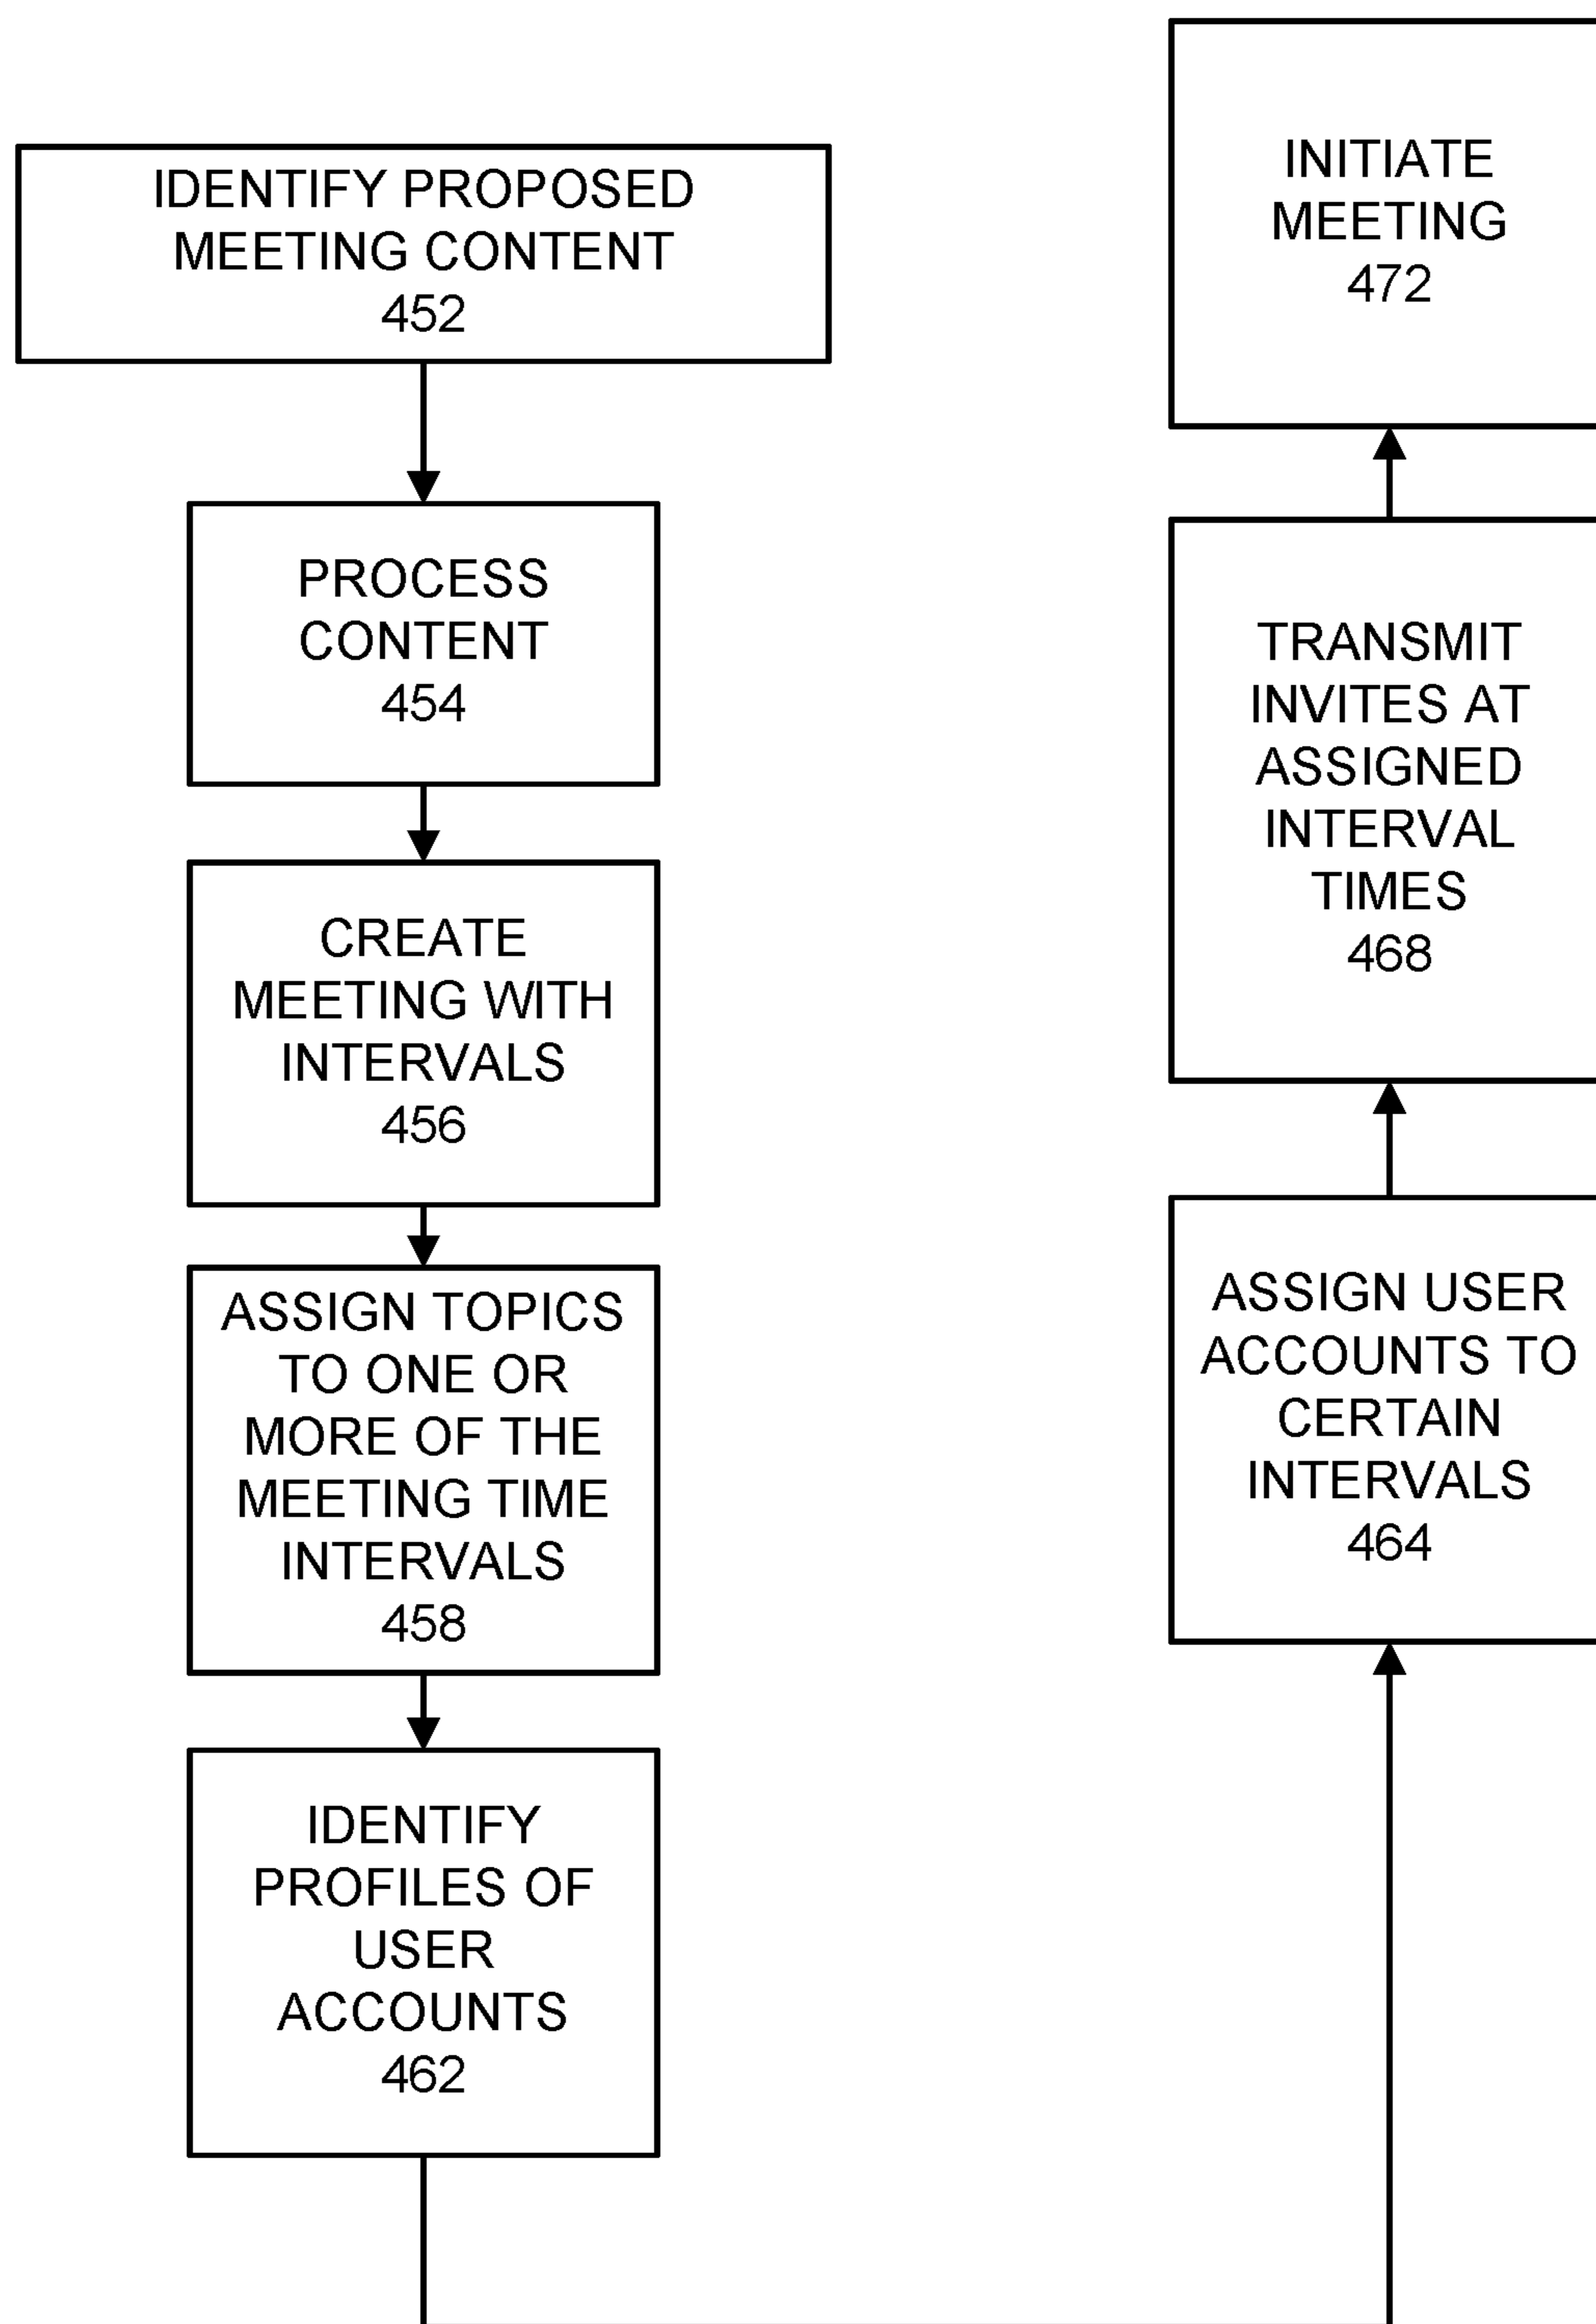 IDENTIFY PROPOSED
MEETING CONTENT
452
PROCESS
CONTENT
454
CREATE
MEETING WITH
INTERVALS
456
ASSIGN TOPICS
TO ONE OR
MORE OF THE
MEETING TIME
INTERVALS
458
IDENTIFY
PROFILES OF
USER
ACCOUNTS
462
ASSIGN USER
ACCOUNTS TO
CERTAIN
INTERVALS
464
TRANSMIT
INVITES AT
ASSIGNED
INTERVAL
TIMES
468
INITIATE
MEETING
472